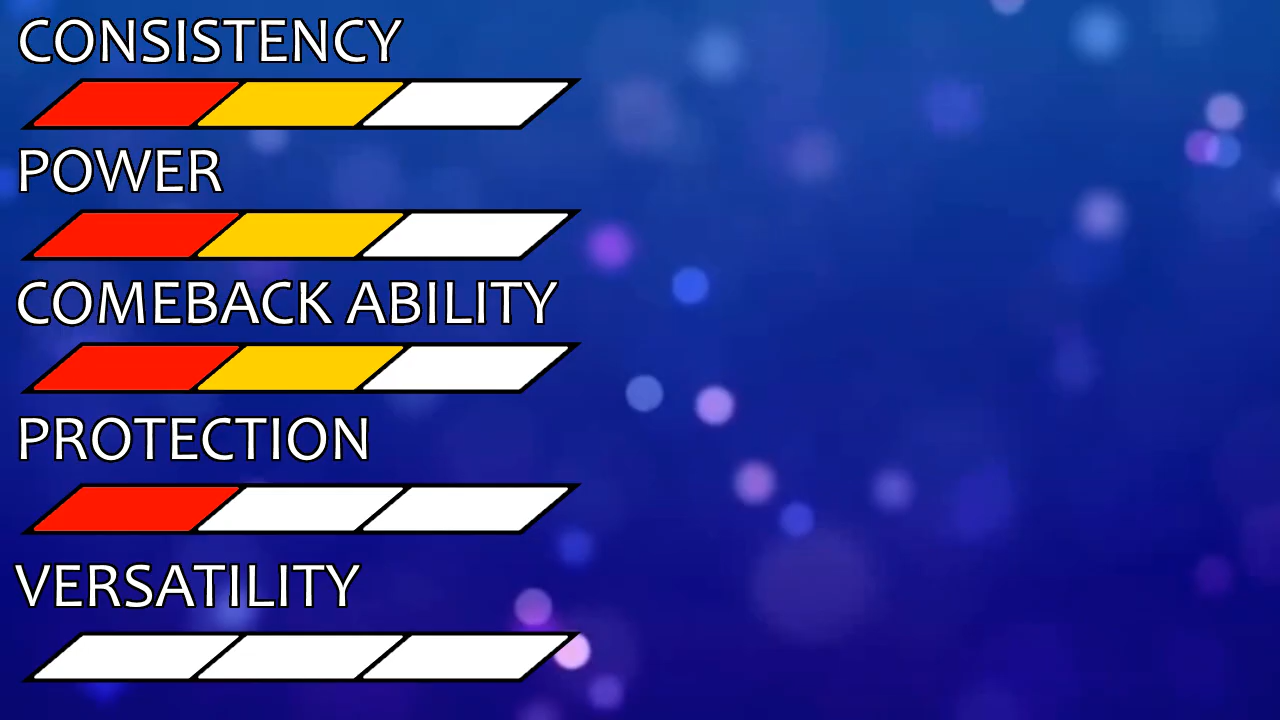 CONSISTENCY
POWER
COMEBACK ABILITY
PROTECTION
VERSATILITY